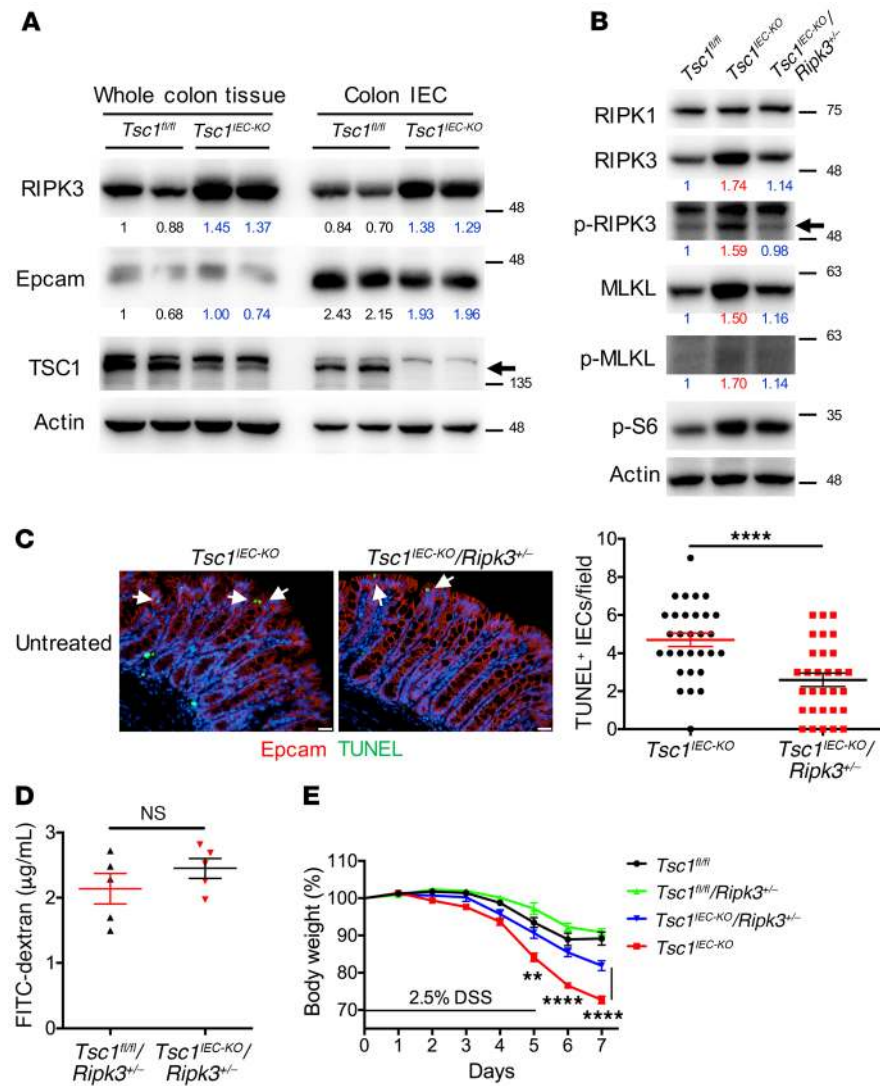 A
Whole colon tissue Colon IEC
Tsc1fl/fl Tsc1IEC-KO Tsc1fl/fl Tsc1IEC-KO
RIPK3
48
1 0.88 1.45 1.37 0.84 0.70 1.38 1.29
Epcam
48
1 0.68 1.00 0.74 2.43 2.15 1.93 1.96
TSC1
135
Actin
48
B
Tsc1fl/fl
Tsc1IEC-KO
Tsc1IEC-KO/
Ripk3+/–
RIPK1
75
RIPK3
48
1 1.74 1.14
p-RIPK3
48
1 1.59 0.98
MLKL
63
1 1.50 1.16
p-MLKL
63
1 1.70 1.14
p-S6
35
Actin
48
C
Tsc1IEC-KO Tsc1IEC-KO/Ripk3+/–
Untreated
Epcam TUNEL
TUNEL+ IECs/field
10
8
6
4
2
0
****
Tsc1IEC-KO
Tsc1IEC-KO/
Ripk3+/–
D
NS
FITC-dextran (µg/mL)
3
2
1
0
Tsc1fl/fl/
Ripk3+/–
Tsc1IEC-KO/
Ripk3+/–
E
Body weight (%)
110
100
90
80
70
2.5% DSS
**
****
****
0 1 2 3 4 5 6 7
Days
Tsc1fl/fl
Tsc1fl/fl/Ripk3+/–
Tsc1IEC-KO/Ripk3+/–
Tsc1IEC-KO